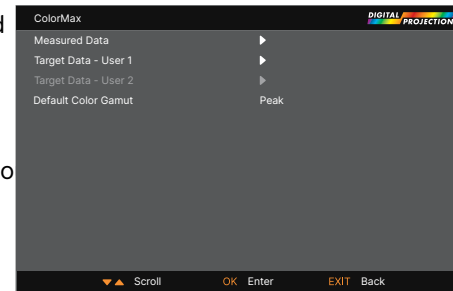 ColorMax
DIGITAL PROJECTION
Measured Data
Target Data - User 1
Target Data - User 2
Default Color Gamut Peak
Scroll OK Enter EXIT Back